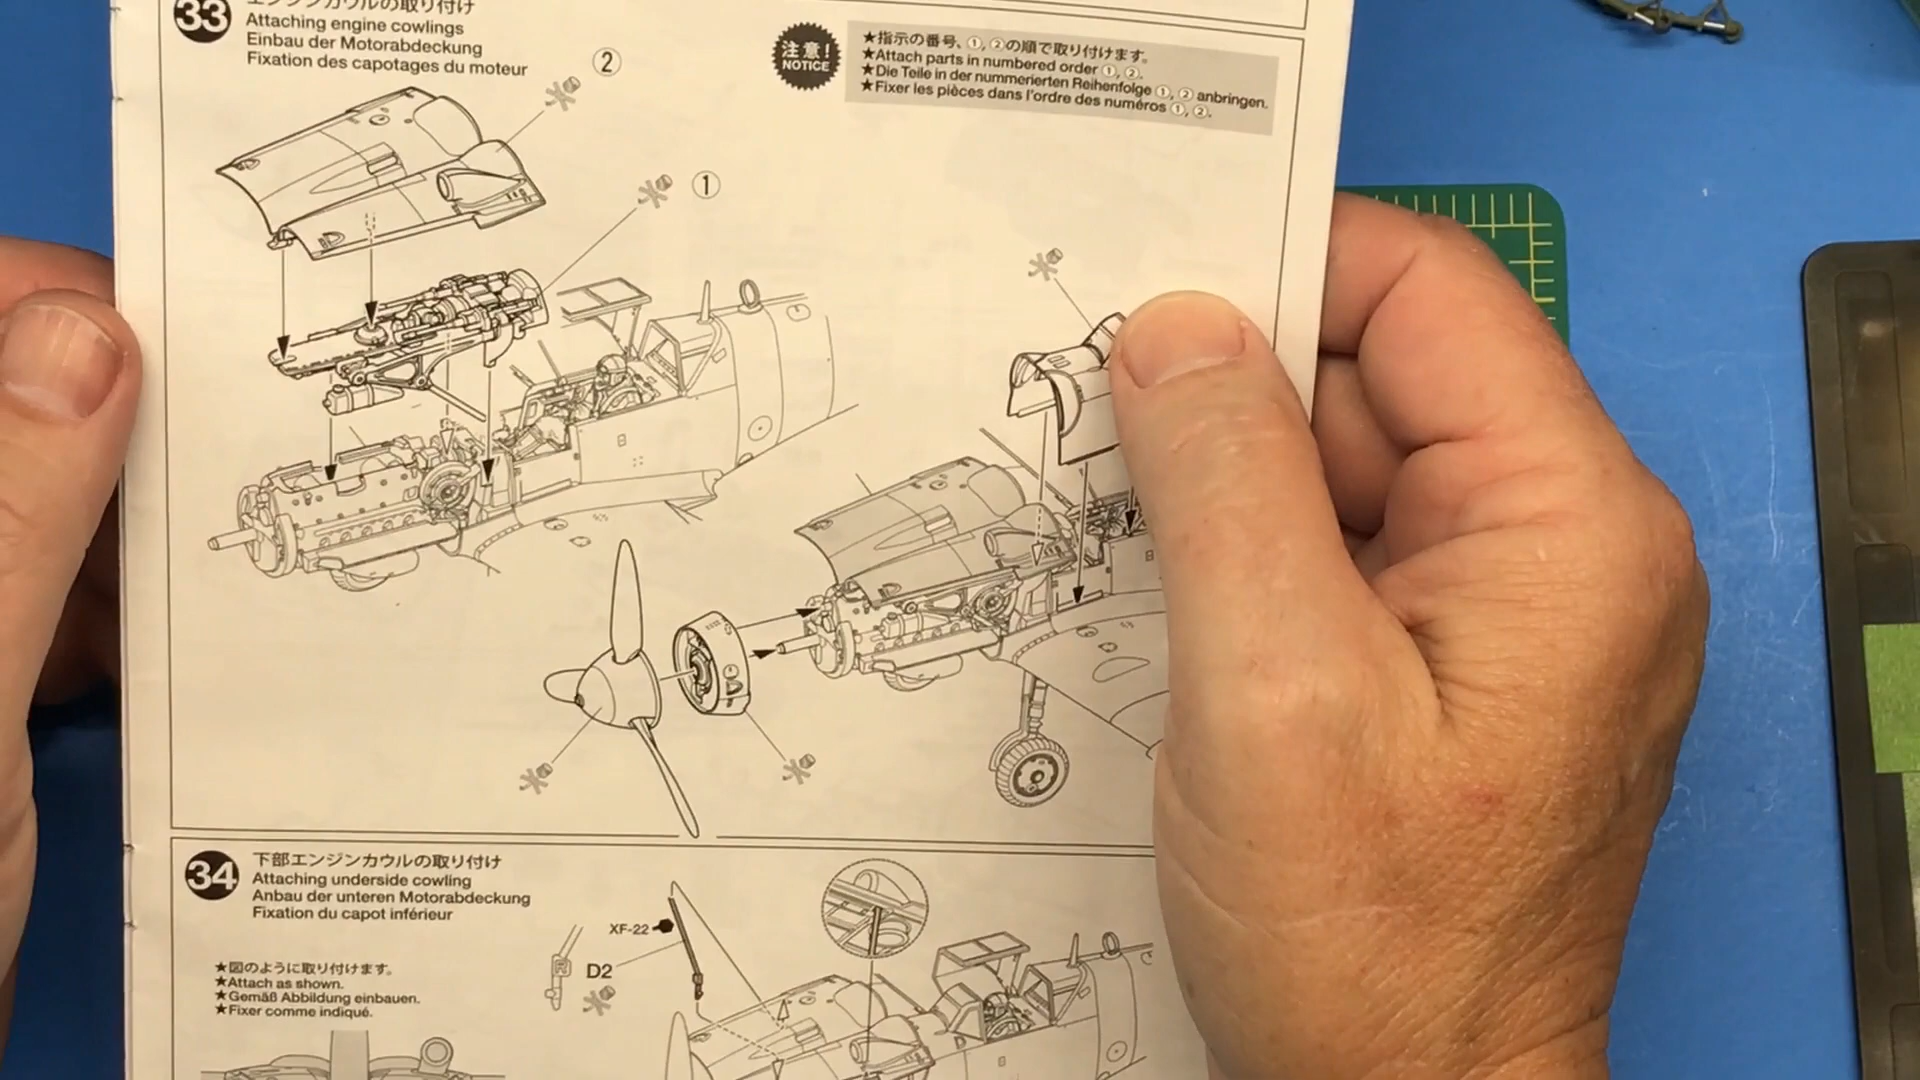 33
エンジンカウルの取り付け
Attaching engine cowlings
Einbau der Motorabdeckung
Fixation des capotages du moteur
②
①
注意!
NOTICE
★指示の番号、①, ②の順で取り付けます。
★Attach parts in numbered order ①, ②.
★Die Teile in der nummerierten Reihenfolge ①, ② anbringen.
★Fixer les pièces dans l'ordre des numéros ①, ②.
34
下部エンジンカウルの取り付け
Attaching underside cowling
Anbau der unteren Motorabdeckung
Fixation du capot inférieur
★図のように取り付けます。
★Attach as shown.
★Gemäß Abbildung einbauen.
★Fixer comme indiqué.
XF-22
D2